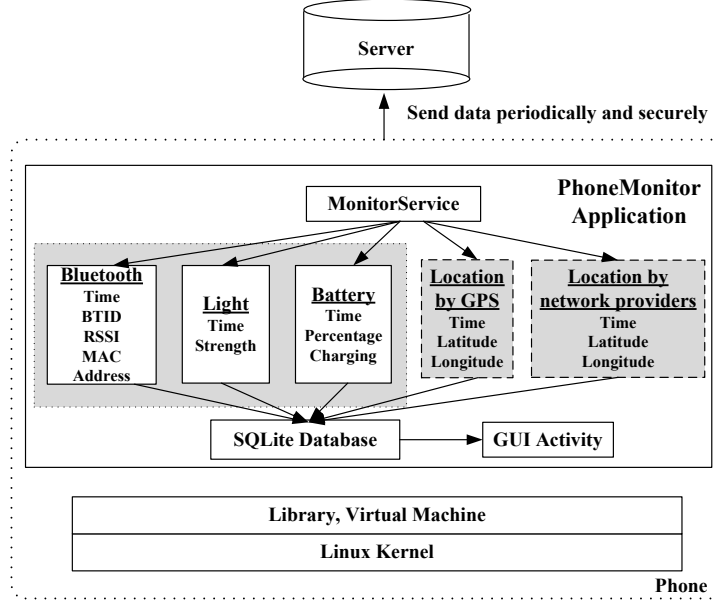 Server
Send data periodically and securely
PhoneMonitor
Application
MonitorService
Bluetooth
Time
BTID
RSSI
MAC
Address
Light
Time
Strength
Battery
Time
Percentage
Charging
Location
by GPS
Time
Latitude
Longitude
Location by
network providers
Time
Latitude
Longitude
SQLite Database
GUI Activity
Library, Virtual Machine
Linux Kernel
Phone